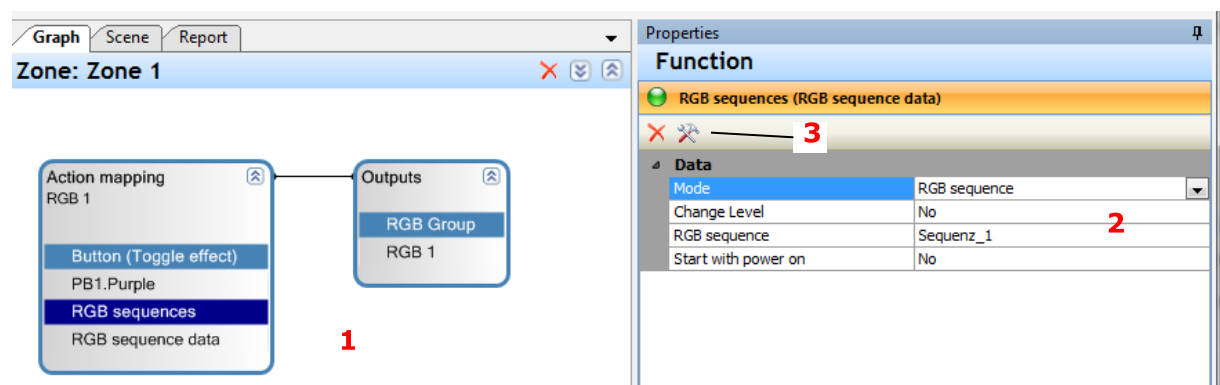 Graph Scene Report
Zone: Zone 1
Action mapping
RGB 1
Button (Toggle effect)
PB1.Purple
RGB sequences
RGB sequence data
Outputs
RGB Group
RGB 1
1
Properties
Function
RGB sequences (RGB sequence data)
3
Data
Mode RGB sequence
Change Level No
RGB sequence Sequenz_1
Start with power on No
2